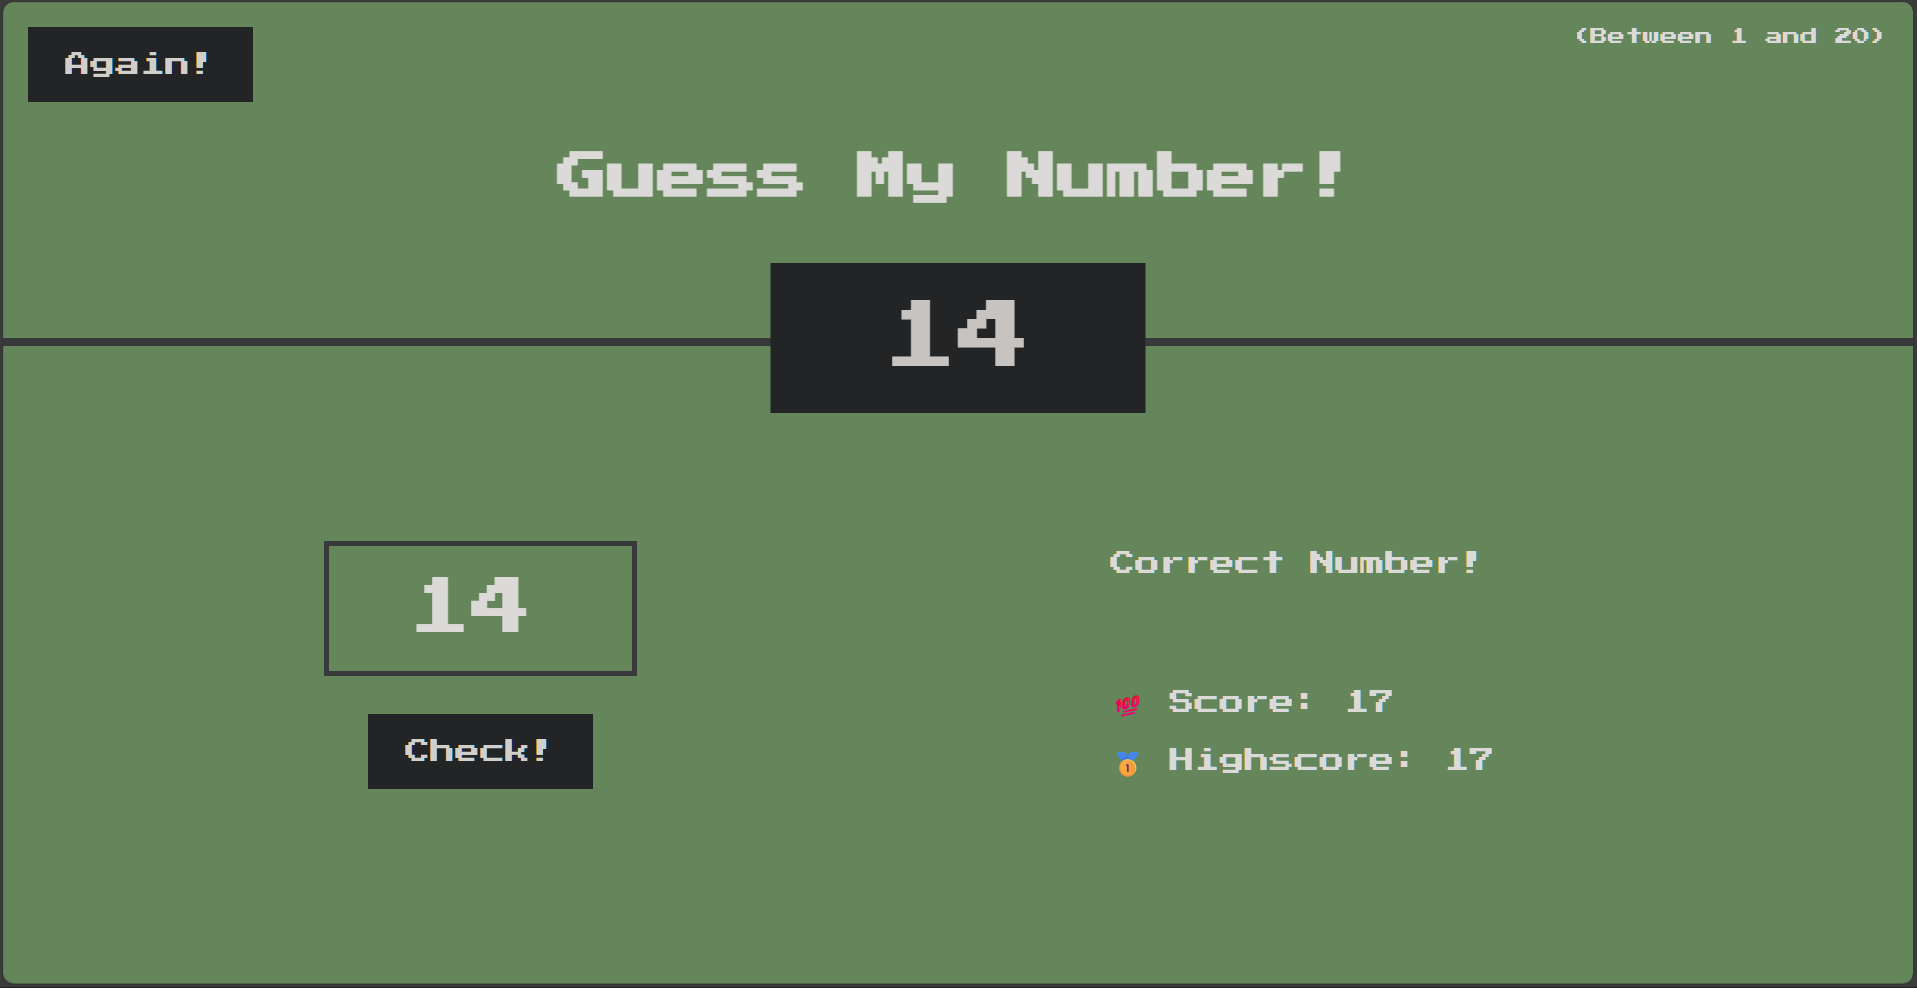 Again!
(Between 1 and 20)
Guess My Number!
14
14
Check!
Correct Number!
💯 Score: 17
🥇 Highscore: 17